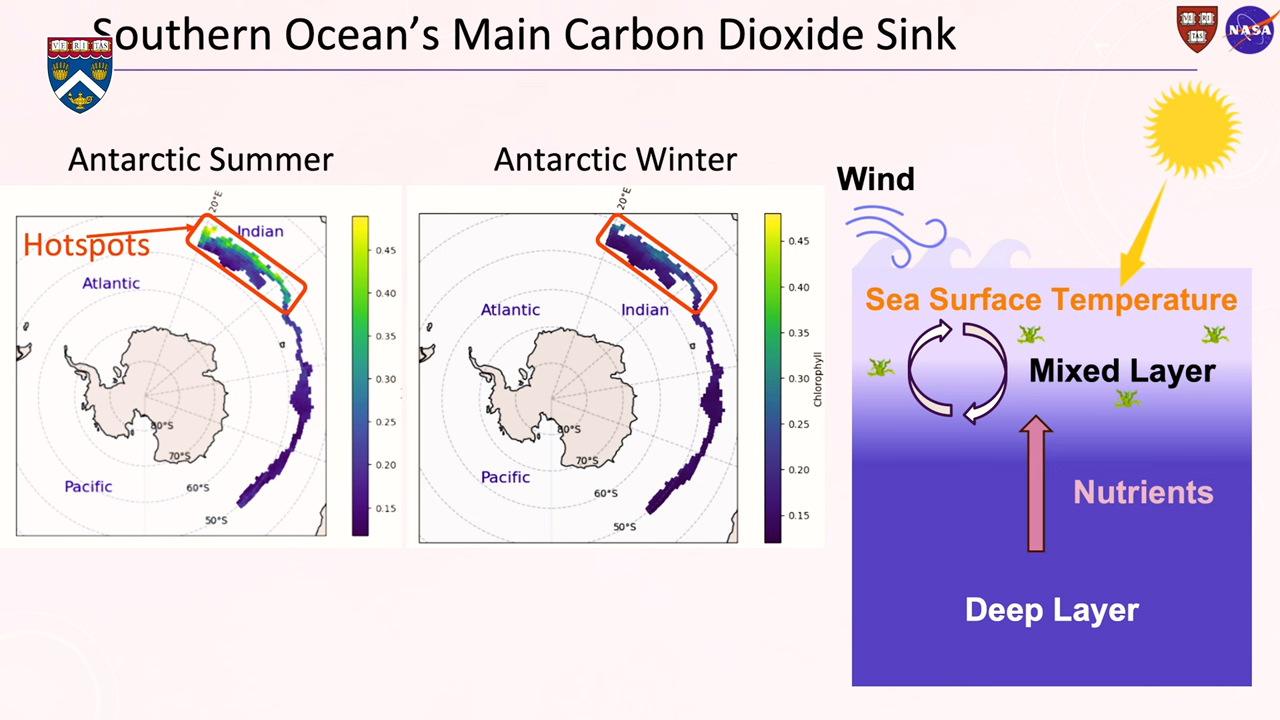 Southern Ocean's Main Carbon Dioxide Sink
VE RI TAS
VE RI TAS
NASA
Antarctic Summer
Antarctic Winter
20°E
Indian
Hotspots
Atlantic
Pacific
80°S
70°S
60°S
50°S
0.45
0.40
0.35
0.30
0.25
0.20
0.15
20°E
Atlantic
Indian
Pacific
80°S
70°S
60°S
50°S
0.45
0.40
0.35
0.30
0.25
0.20
0.15
Chlorophyll
Wind
Sea Surface Temperature
Mixed Layer
Nutrients
Deep Layer